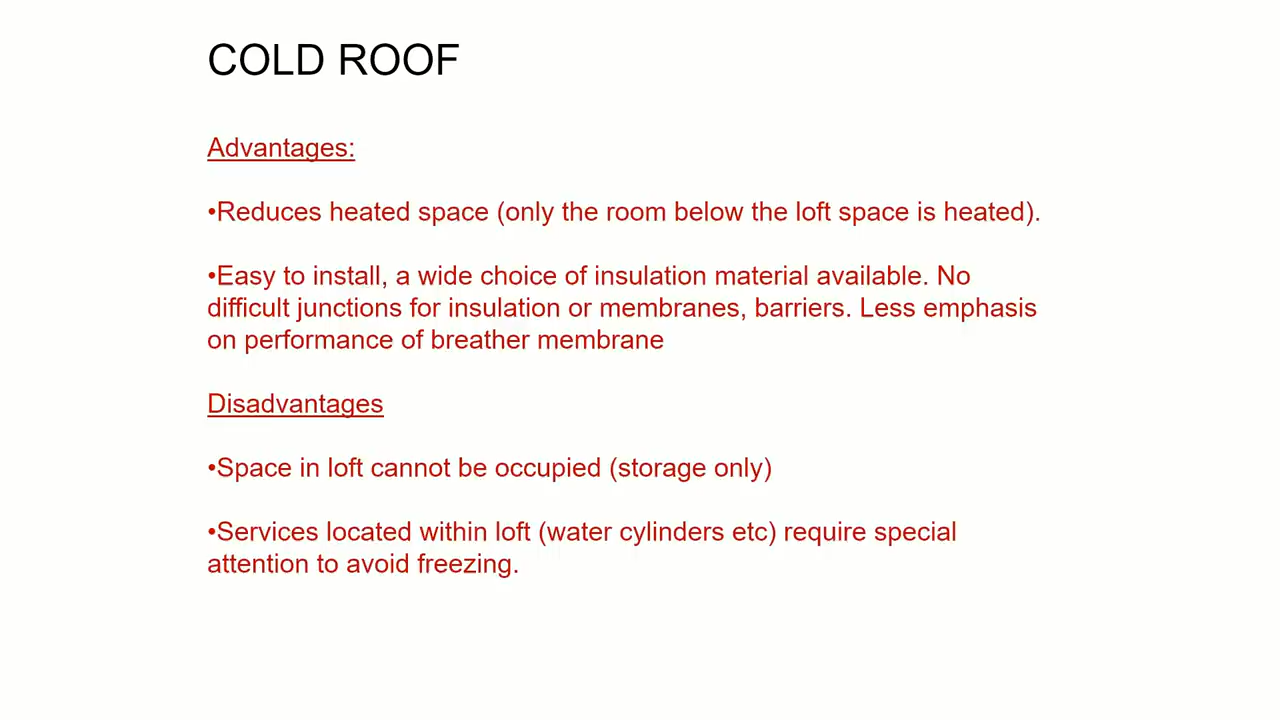 COLD ROOF
Advantages:
•Reduces heated space (only the room below the loft space is heated).
•Easy to install, a wide choice of insulation material available. No
difficult junctions for insulation or membranes, barriers. Less emphasis
on performance of breather membrane
Disadvantages
•Space in loft cannot be occupied (storage only)
•Services located within loft (water cylinders etc) require special
attention to avoid freezing.